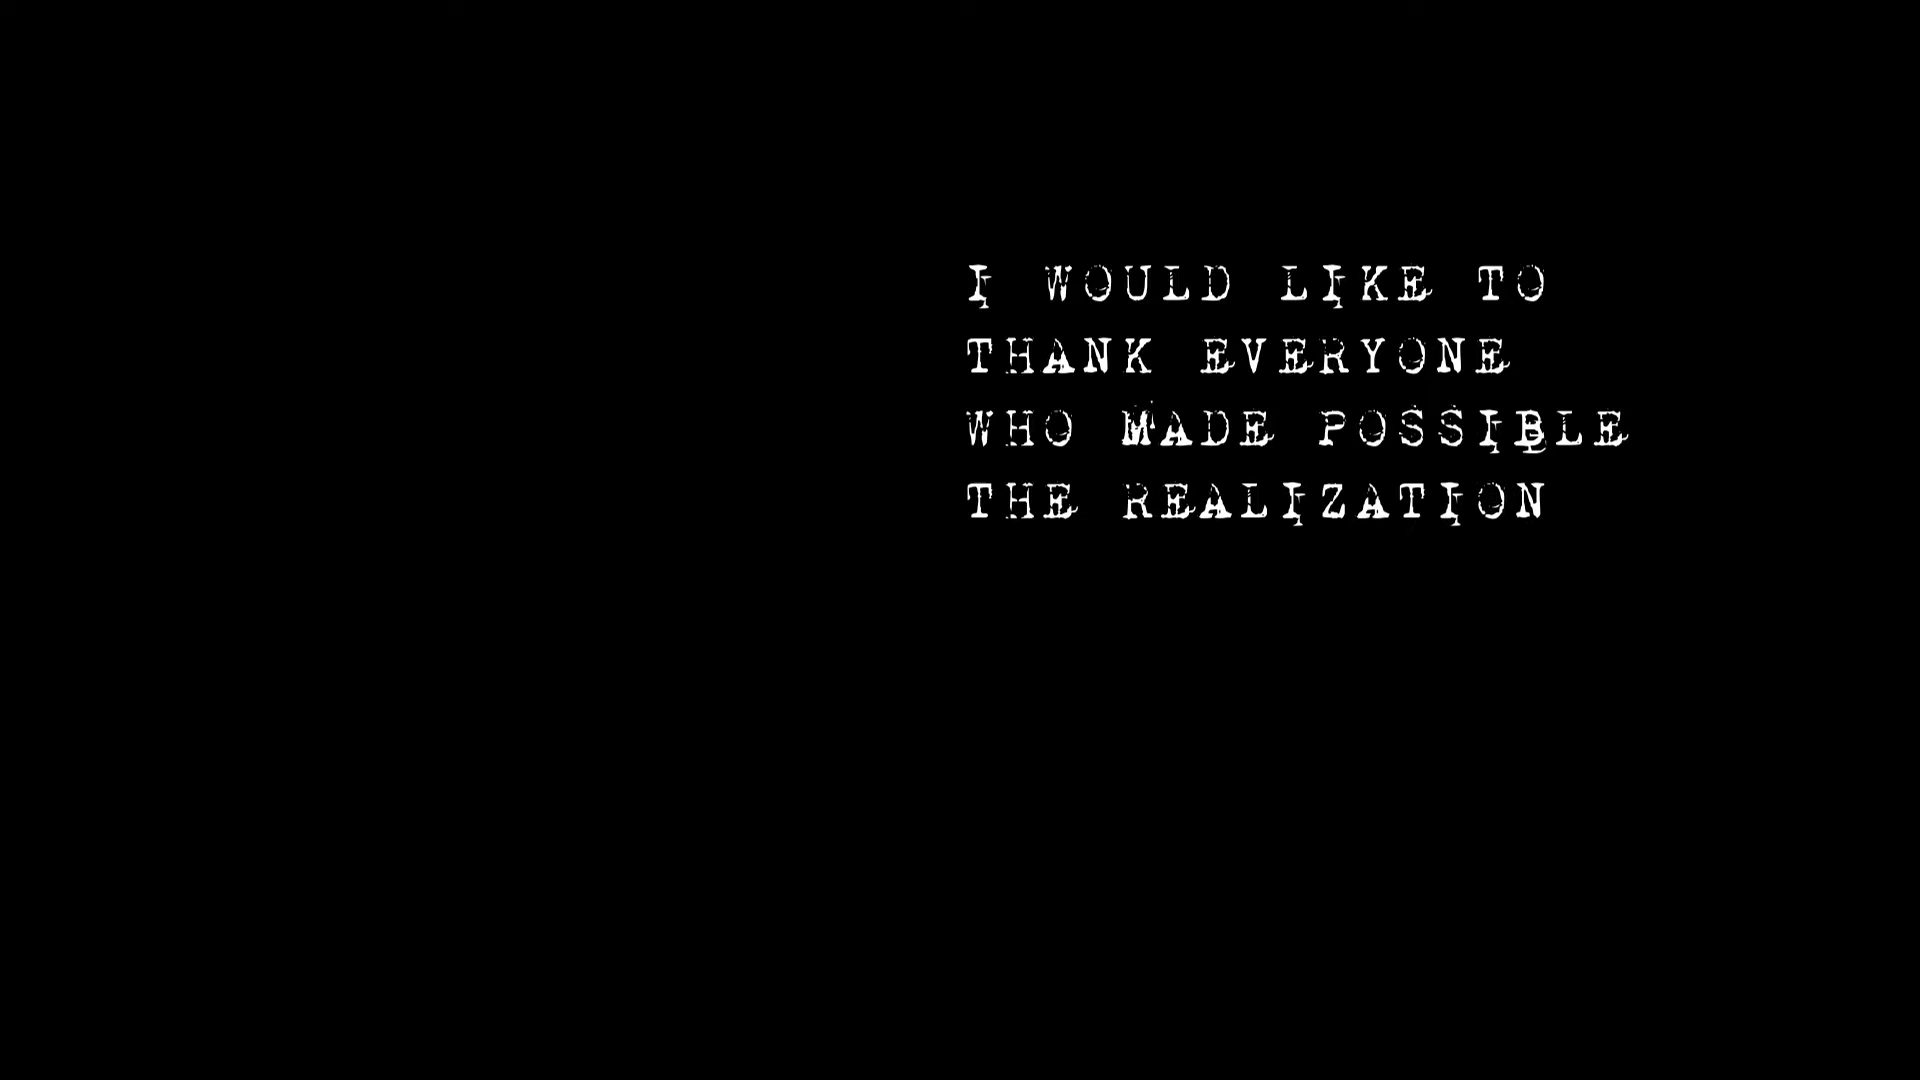 I WOULD LIKE TO
THANK EVERYONE
WHO MADE POSSIBLE
THE REALIZATION